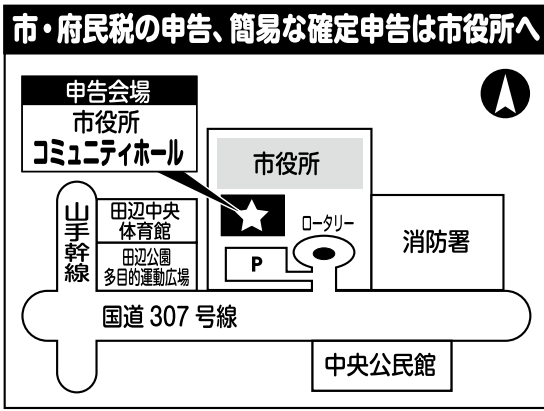 市・府民税の申告、簡易な確定申告は市役所へ
申告会場
市役所
コミュニティホール
市役所
山手幹線
田辺中央
体育館
ロータリー
消防署
田辺公園
多目的運動広場
P
国道307号線
中央公民館